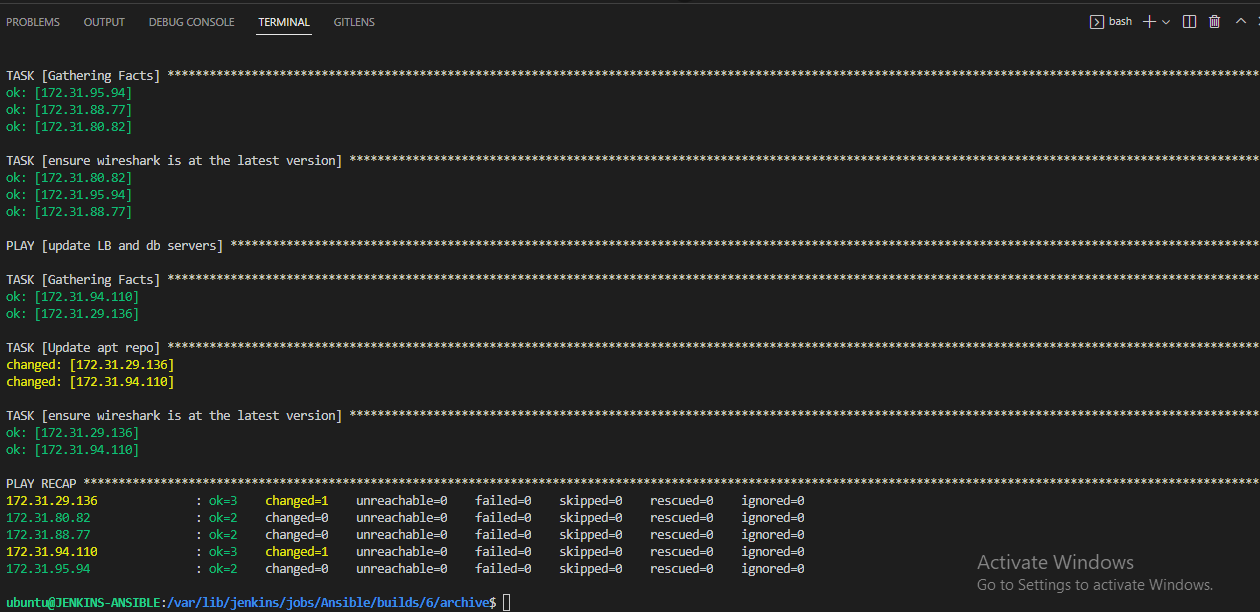 PROBLEMS OUTPUT DEBUG CONSOLE TERMINAL GITLENS bash
TASK [Gathering Facts] ****************************************************************************************************************************************************************
ok: [172.31.95.94]
ok: [172.31.88.77]
ok: [172.31.80.82]
TASK [ensure wireshark is at the latest version] **************************************************************************************************************************************
ok: [172.31.80.82]
ok: [172.31.95.94]
ok: [172.31.88.77]
PLAY [update LB and db servers] *******************************************************************************************************************************************************
TASK [Gathering Facts] ****************************************************************************************************************************************************************
ok: [172.31.94.110]
ok: [172.31.29.136]
TASK [Update apt repo] ****************************************************************************************************************************************************************
changed: [172.31.29.136]
changed: [172.31.94.110]
TASK [ensure wireshark is at the latest version] **************************************************************************************************************************************
ok: [172.31.29.136]
ok: [172.31.94.110]
PLAY RECAP ****************************************************************************************************************************************************************************
172.31.29.136 : ok=3 changed=1 unreachable=0 failed=0 skipped=0 rescued=0 ignored=0
172.31.80.82 : ok=2 changed=0 unreachable=0 failed=0 skipped=0 rescued=0 ignored=0
172.31.88.77 : ok=2 changed=0 unreachable=0 failed=0 skipped=0 rescued=0 ignored=0
172.31.94.110 : ok=3 changed=1 unreachable=0 failed=0 skipped=0 rescued=0 ignored=0
172.31.95.94 : ok=2 changed=0 unreachable=0 failed=0 skipped=0 rescued=0 ignored=0
Activate Windows
Go to Settings to activate Windows.
ubuntu@JENKINS-ANSIBLE:/var/lib/jenkins/jobs/Ansible/builds/6/archive$